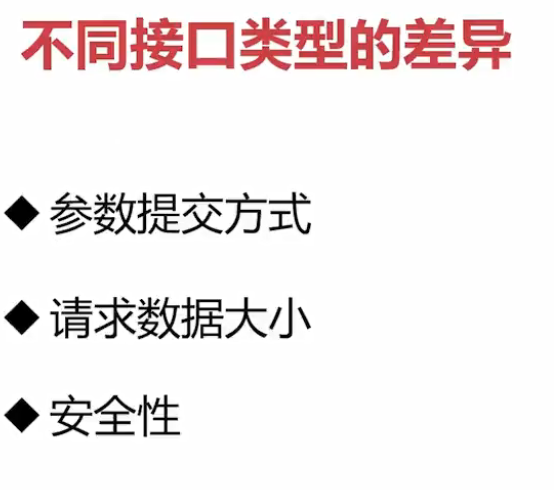 不同接口类型的差异
◆ 参数提交方式
◆ 请求数据大小
◆ 安全性